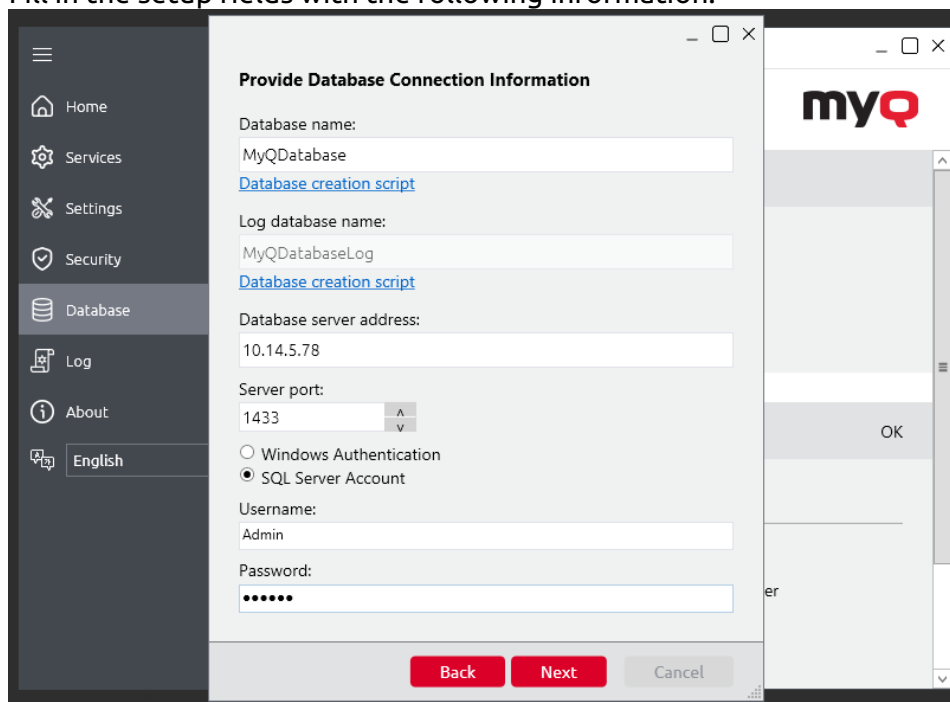 Fill in the setup fields with the following information.
Provide Database Connection Information
Home
Services
Settings
Security
Database
Log
About
English
Database name:
MyQDatabase
Database creation script
Log database name:
MyQDatabaseLog
Database creation script
Database server address:
10.14.5.78
Server port:
1433
Windows Authentication
SQL Server Account
Username:
Admin
Password:
••••••
Back Next Cancel
myQ
OK
er